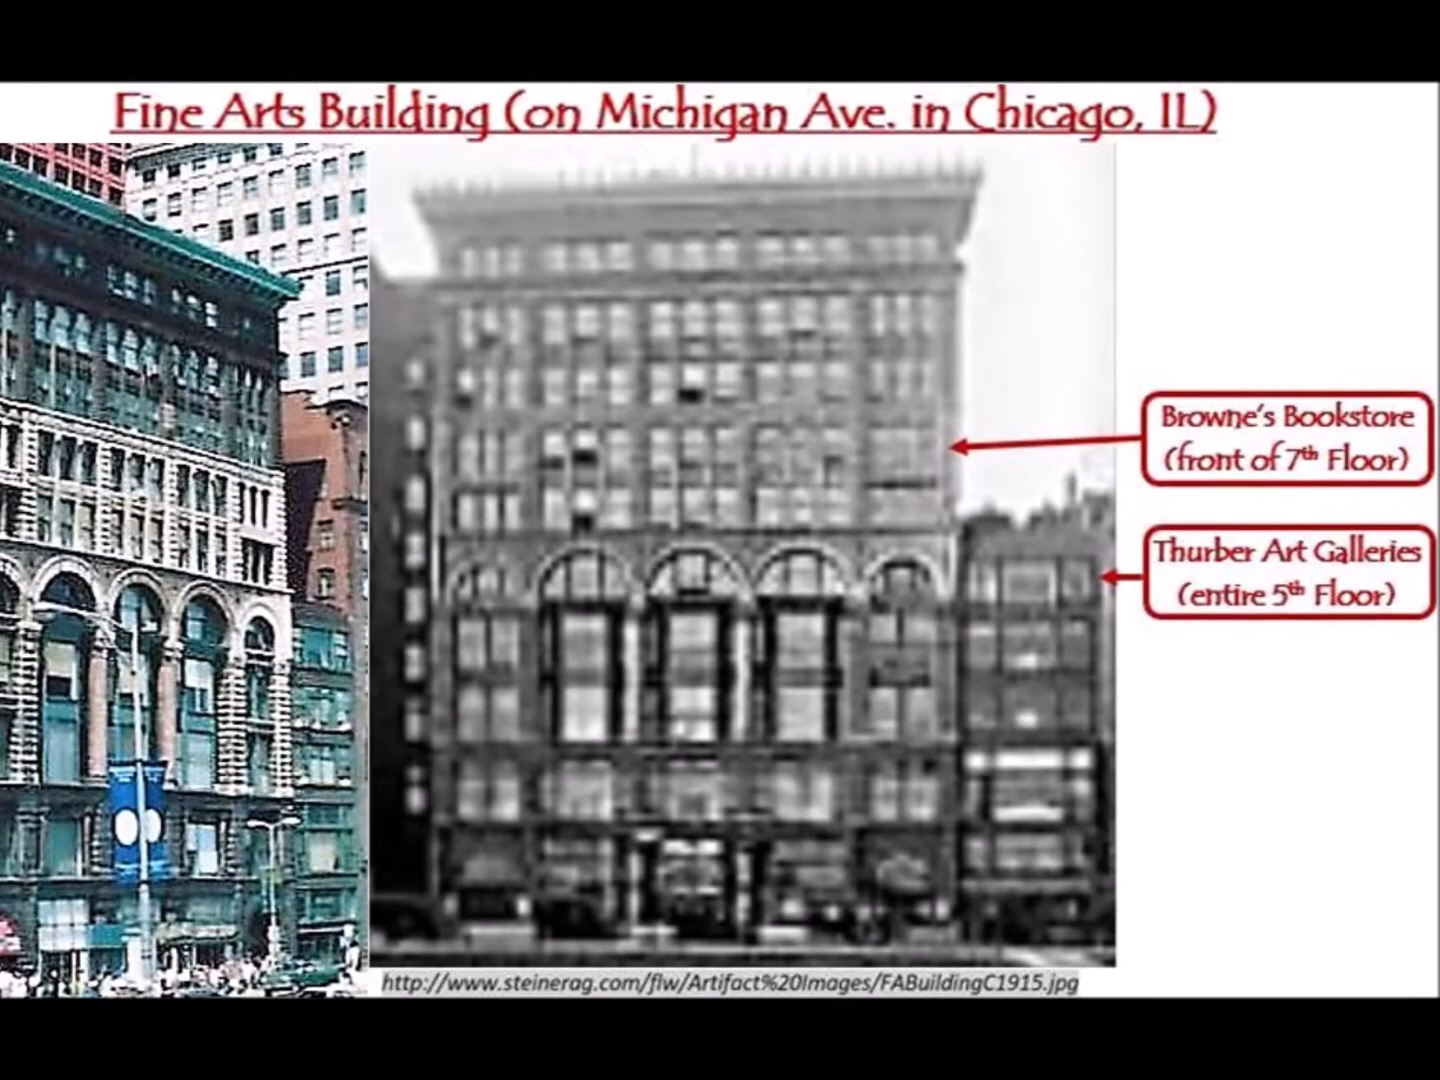 Fine Arts Building (on Michigan Ave. in Chicago, IL)
Browne's Bookstore
(front of 7th Floor)
Thurber Art Galleries
(entire 5th Floor)
http://www.steinerag.com/flw/Artifact%20Images/FABuildingC1915.jpg